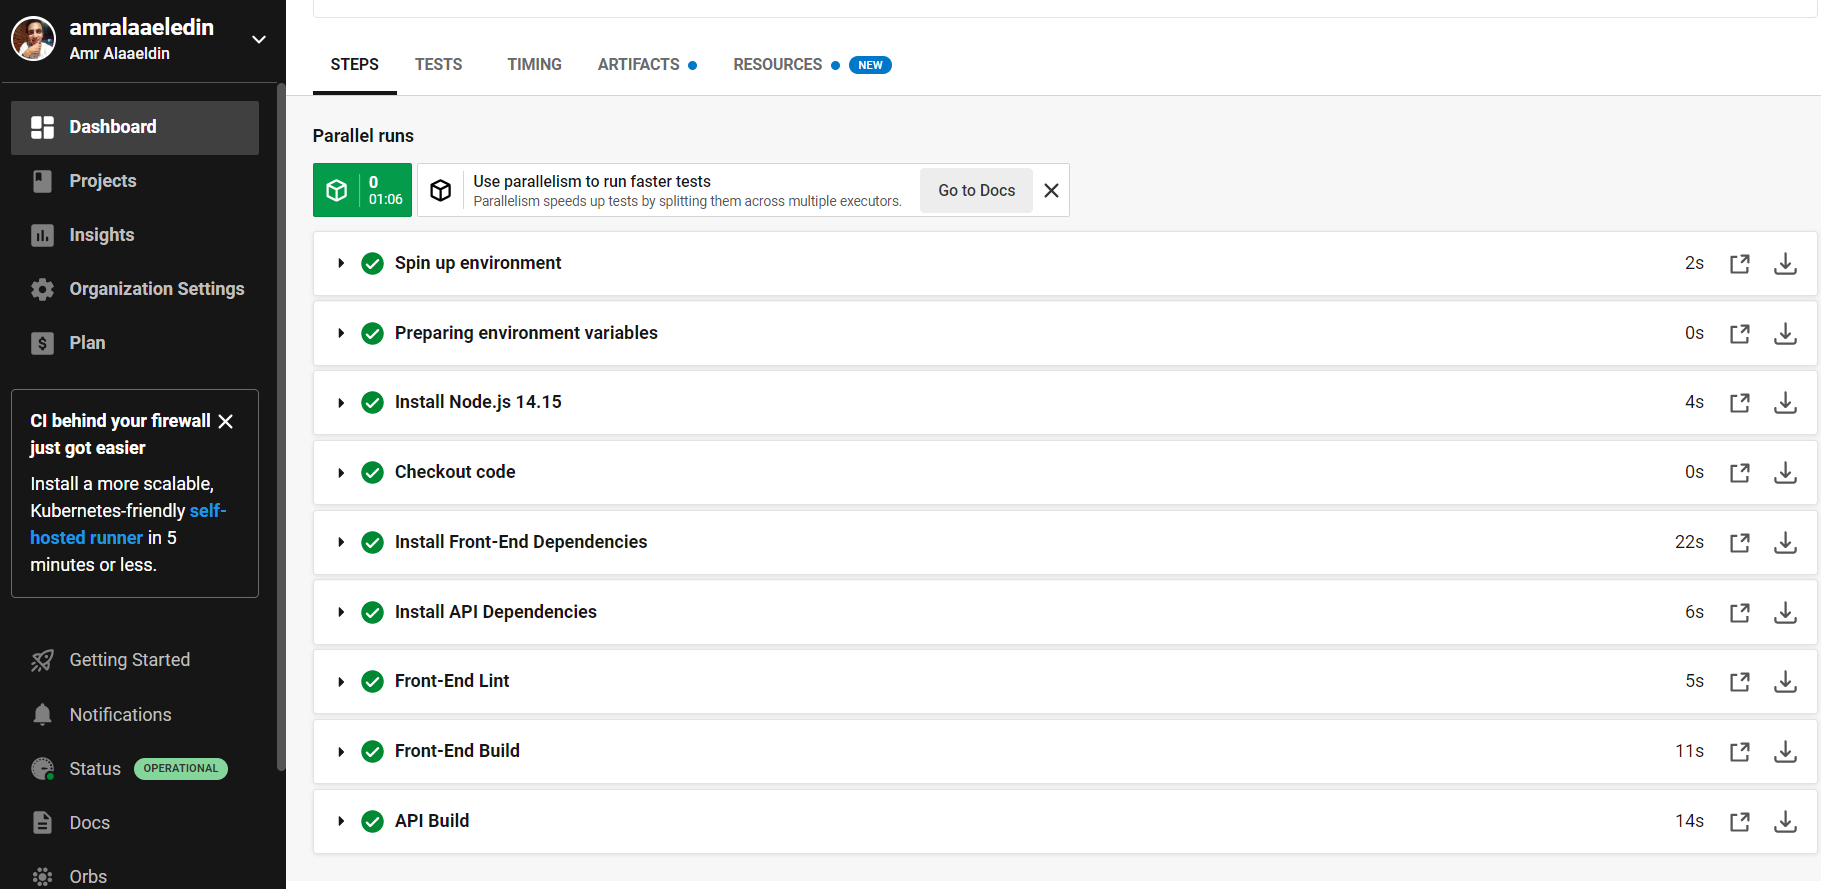 amralaaeledin
Amr Alaaeldin
Dashboard
Projects
Insights
Organization Settings
Plan
CI behind your firewall
just got easier
Install a more scalable,
Kubernetes-friendly self-
hosted runner in 5
minutes or less.
Getting Started
Notifications
Status OPERATIONAL
Docs
Orbs
STEPS TESTS TIMING ARTIFACTS RESOURCES NEW
Parallel runs
0
01:06
Use parallelism to run faster tests
Parallelism speeds up tests by splitting them across multiple executors.
Go to Docs
Spin up environment 2s
Preparing environment variables 0s
Install Node.js 14.15 4s
Checkout code 0s
Install Front-End Dependencies 22s
Install API Dependencies 6s
Front-End Lint 5s
Front-End Build 11s
API Build 14s